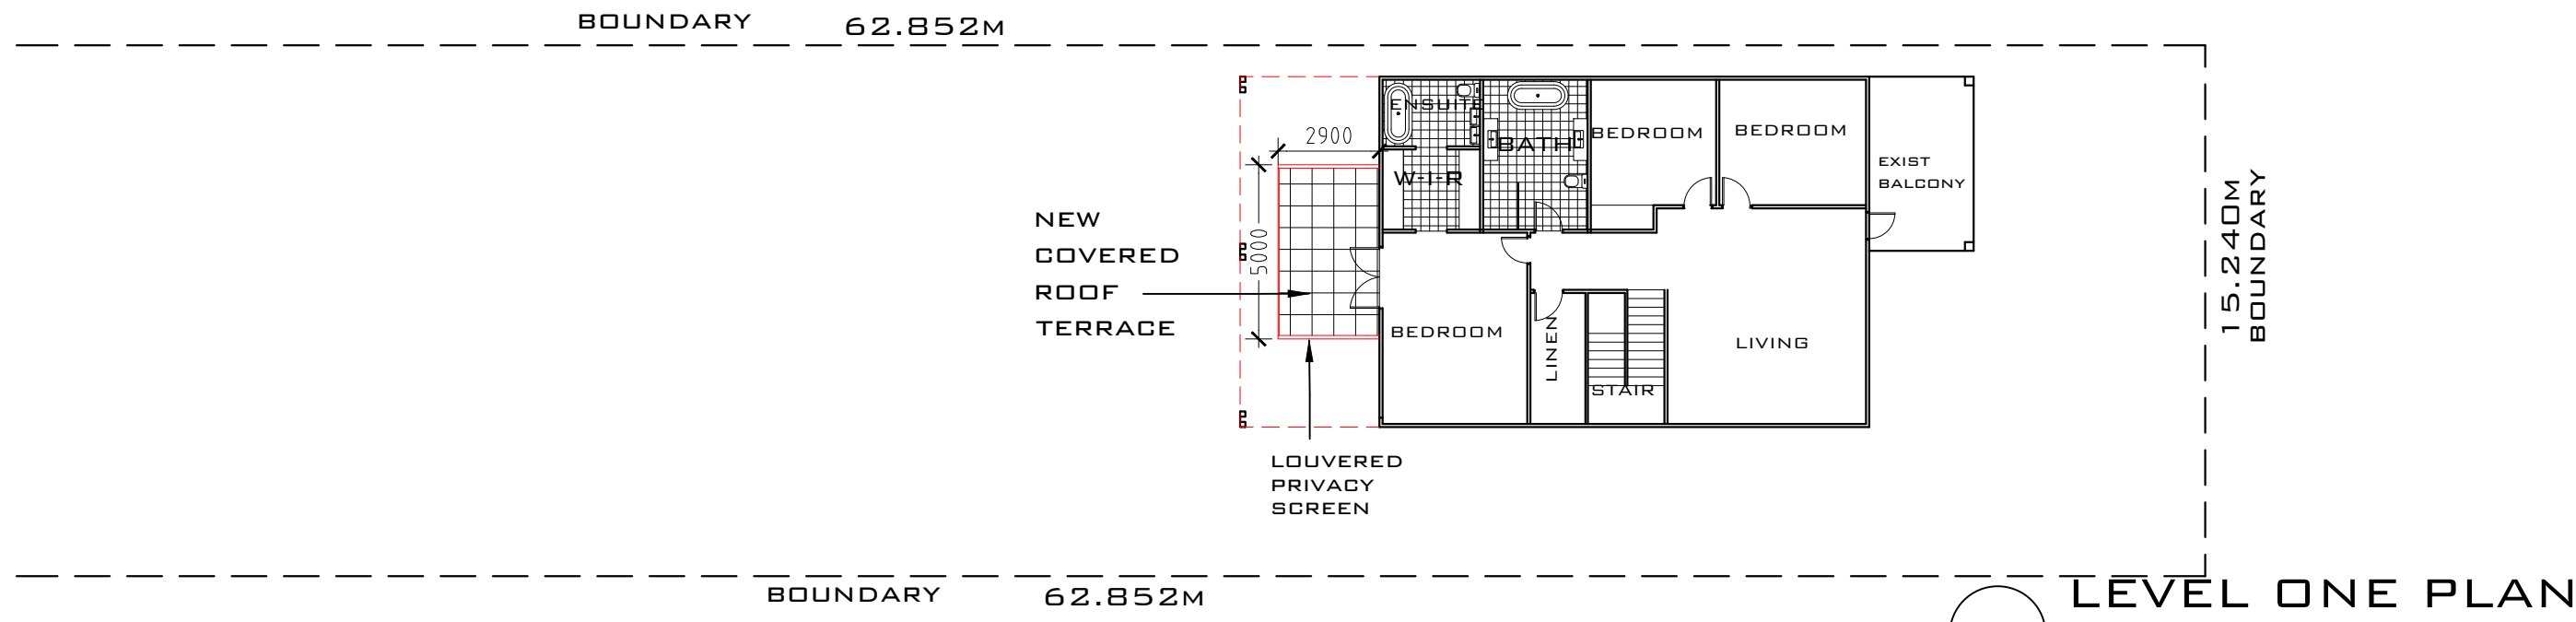 BOUNDARY 62.852M
ENSUITE
2900
BATH
BEDROOM
BEDROOM
EXIST
BALCONY
W-I-R
15.240M
BOUNDARY
NEW
COVERED
ROOF
TERRACE
5000
BEDROOM
LINEN
STAIR
LIVING
LOUVERED
PRIVACY
SCREEN
BOUNDARY 62.852M
LEVEL ONE PLAN